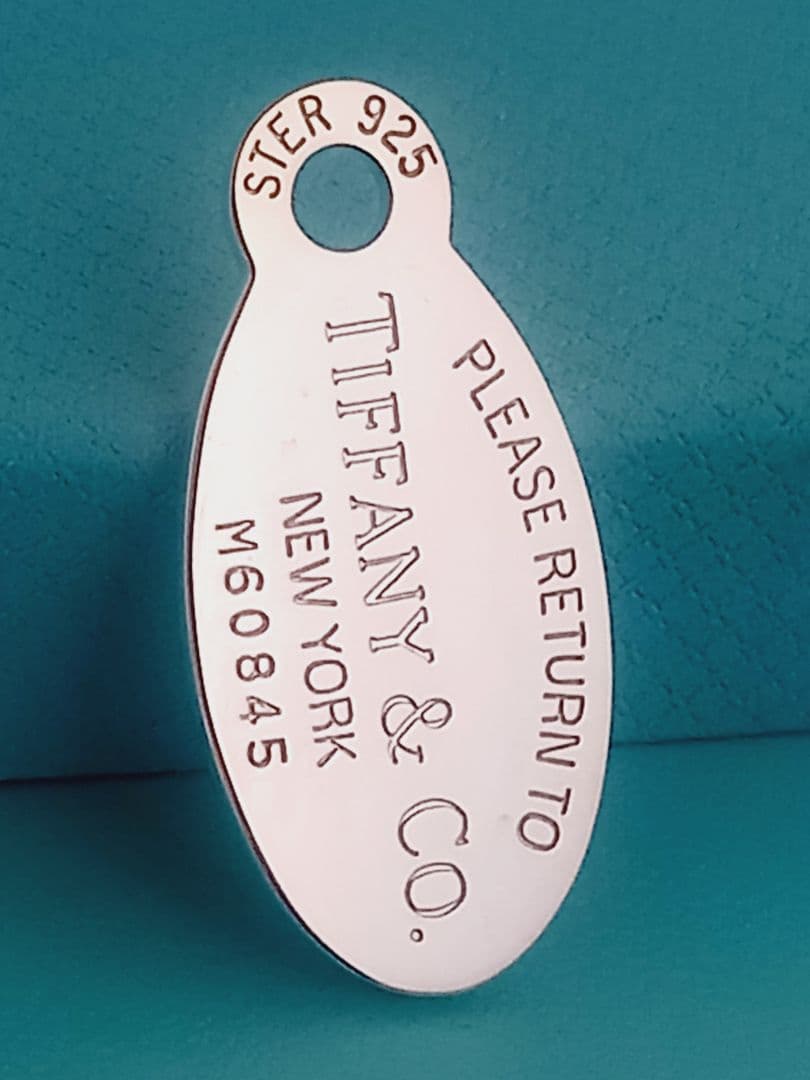 STER 925
PLEASE RETURN TO
TIFFANY & CO.
NEW YORK
M60845